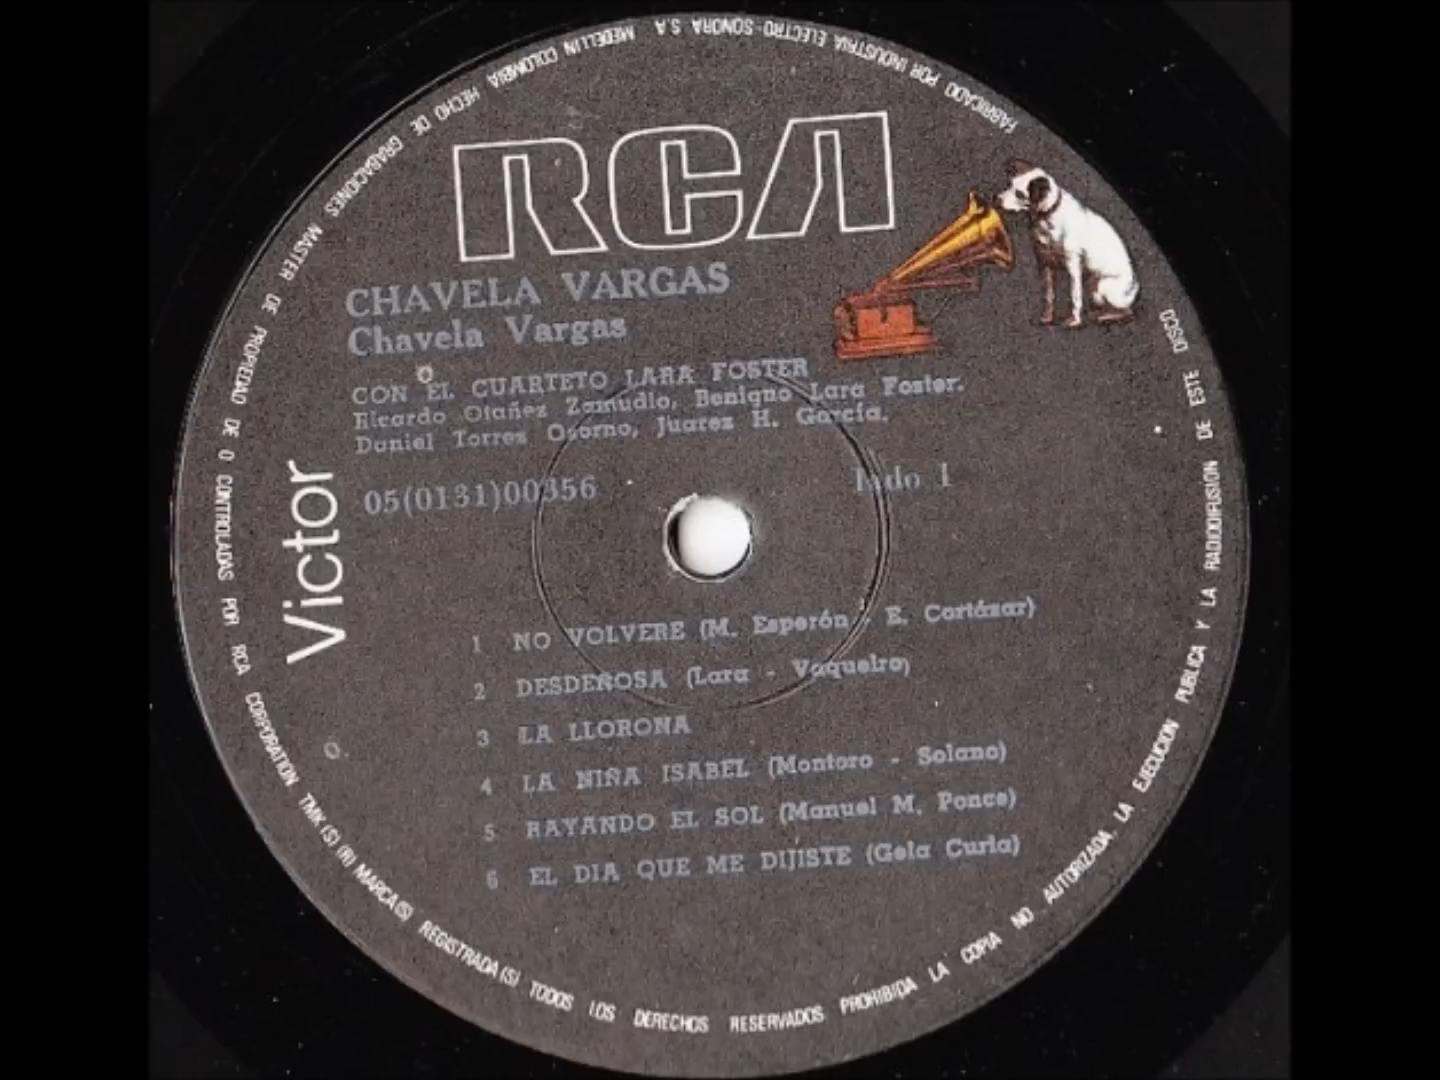 RCA
Victor
CHAVELA VARGAS
Chavela Vargas
CON EL CUARTETO LARA FOSTER
Ricardo Otañez Zamudio, Benigno Lara Foster.
Daniel Torres Osorno, Juarez H. García.
05(0131)00356
lado 1
1 NO VOLVERE (M. Esperón - E. Cortázar)
2 DESDEÑOSA (Lara - Vaqueiro)
3 LA LLORONA
4 LA NIÑA ISABEL (Montoro - Solano)
5 RAYANDO EL SOL (Manuel M. Ponce)
6 EL DIA QUE ME DIJISTE (Gela Curla)
FABRICADO POR INDUSTRIA ELECTRO-SONORA S.A. MEDELLIN COLOMBIA HECHO DE GRABACIONES MASTER DE PROPIEDAD DE O CONTROLADAS POR RCA CORPORATION TMK (S) (R) MARCA(S) REGISTRADA(S) TODOS LOS DERECHOS RESERVADOS PROHIBIDA LA COPIA NO AUTORIZADA, LA EJECUCION PUBLICA Y LA RADIODIFUSION DE ESTE DISCO